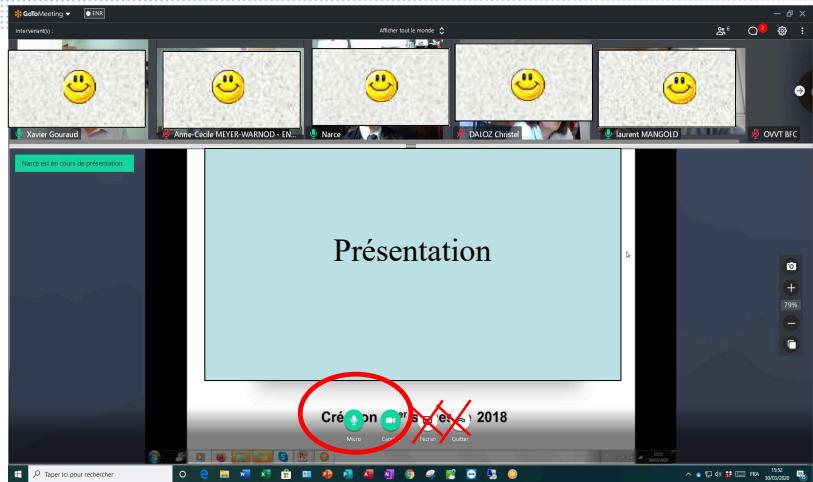 GoToMeeting
ENR
Intervenant(s) :
Afficher tout le monde
6
2
Xavier Gouraud
Anne-Cécile MEYER-WARNOD - EN...
Narce
DALOZ Christel
laurent MANGOLD
OVVT BFC
Narce est en cours de présentation
Présentation
79%
2018
Micro
Quitter
Taper ici pour rechercher
FRA
15:52
30/03/2020